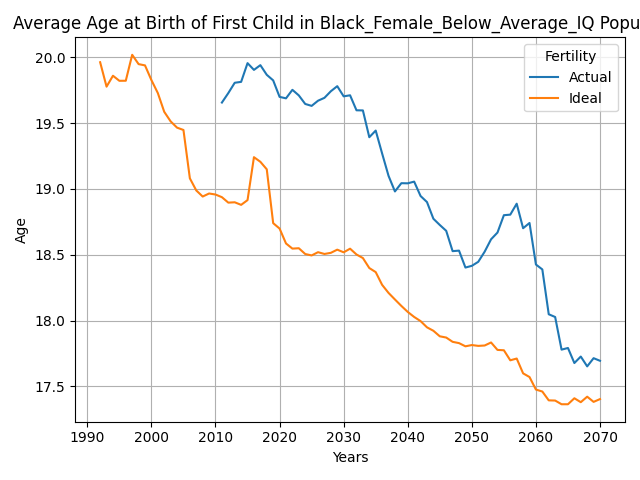 Average Age at Birth of First Child in Black_Female_Below_Average_IQ Popu
Fertility
Actual
Ideal
20.0
19.5
19.0
18.5
18.0
17.5
Age
1990 2000 2010 2020 2030 2040 2050 2060 2070
Years